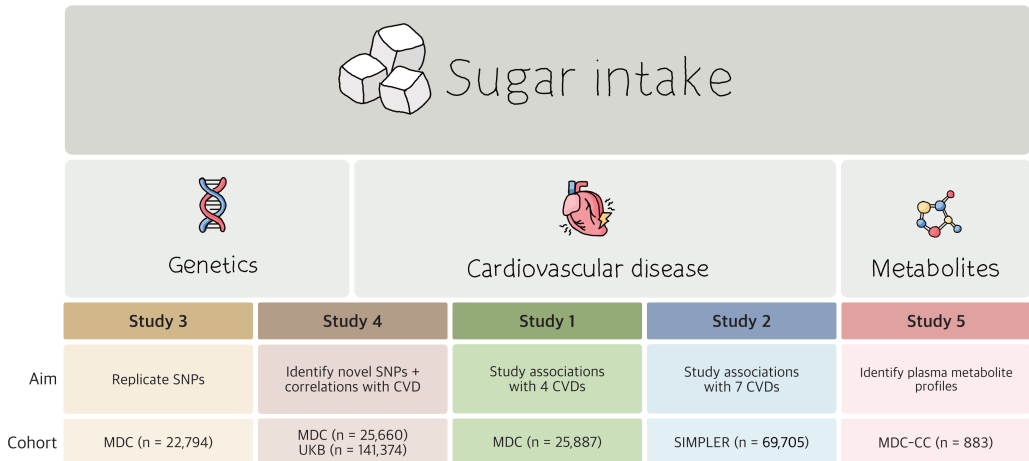 Sugar intake
Genetics
Cardiovascular disease
Metabolites
Study 3
Study 4
Study 1
Study 2
Study 5
Aim
Replicate SNPs
Identify novel SNPs +
correlations with CVD
Study associations
with 4 CVDs
Study associations
with 7 CVDs
Identify plasma metabolite
profiles
Cohort
MDC (n = 22,794)
MDC (n = 25,660)
UKB (n = 141,374)
MDC (n = 25,887)
SIMPLER (n = 69,705)
MDC-CC (n = 883)